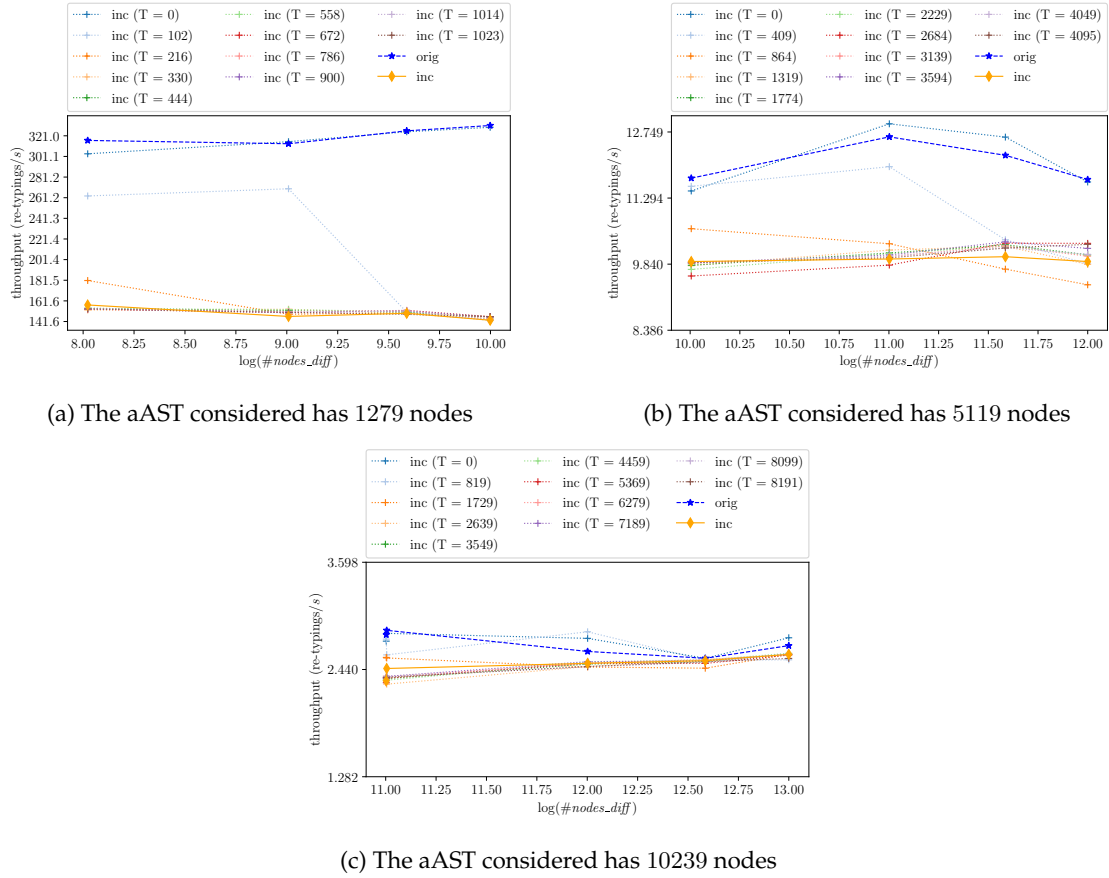 inc (T = 0)
inc (T = 102)
inc (T = 216)
inc (T = 330)
inc (T = 444)
inc (T = 558)
inc (T = 672)
inc (T = 786)
inc (T = 900)
inc (T = 1014)
inc (T = 1023)
orig
inc
throughput (re-typings/s)
321.0
301.1
281.2
261.2
241.3
221.4
201.4
181.5
161.6
141.6
8.00 8.25 8.50 8.75 9.00 9.25 9.50 9.75 10.00
log(#nodes_diff)
(a) The aAST considered has 1279 nodes
inc (T = 0)
inc (T = 409)
inc (T = 864)
inc (T = 1319)
inc (T = 1774)
inc (T = 2229)
inc (T = 2684)
inc (T = 3139)
inc (T = 3594)
inc (T = 4049)
inc (T = 4095)
orig
inc
throughput (re-typings/s)
12.749
11.294
9.840
8.386
10.00 10.25 10.50 10.75 11.00 11.25 11.50 11.75 12.00
log(#nodes_diff)
(b) The aAST considered has 5119 nodes
inc (T = 0)
inc (T = 819)
inc (T = 1729)
inc (T = 2639)
inc (T = 3549)
inc (T = 4459)
inc (T = 5369)
inc (T = 6279)
inc (T = 7189)
inc (T = 8099)
inc (T = 8191)
orig
inc
throughput (re-typings/s)
3.598
2.440
1.282
11.00 11.25 11.50 11.75 12.00 12.25 12.50 12.75 13.00
log(#nodes_diff)
(c) The aAST considered has 10239 nodes